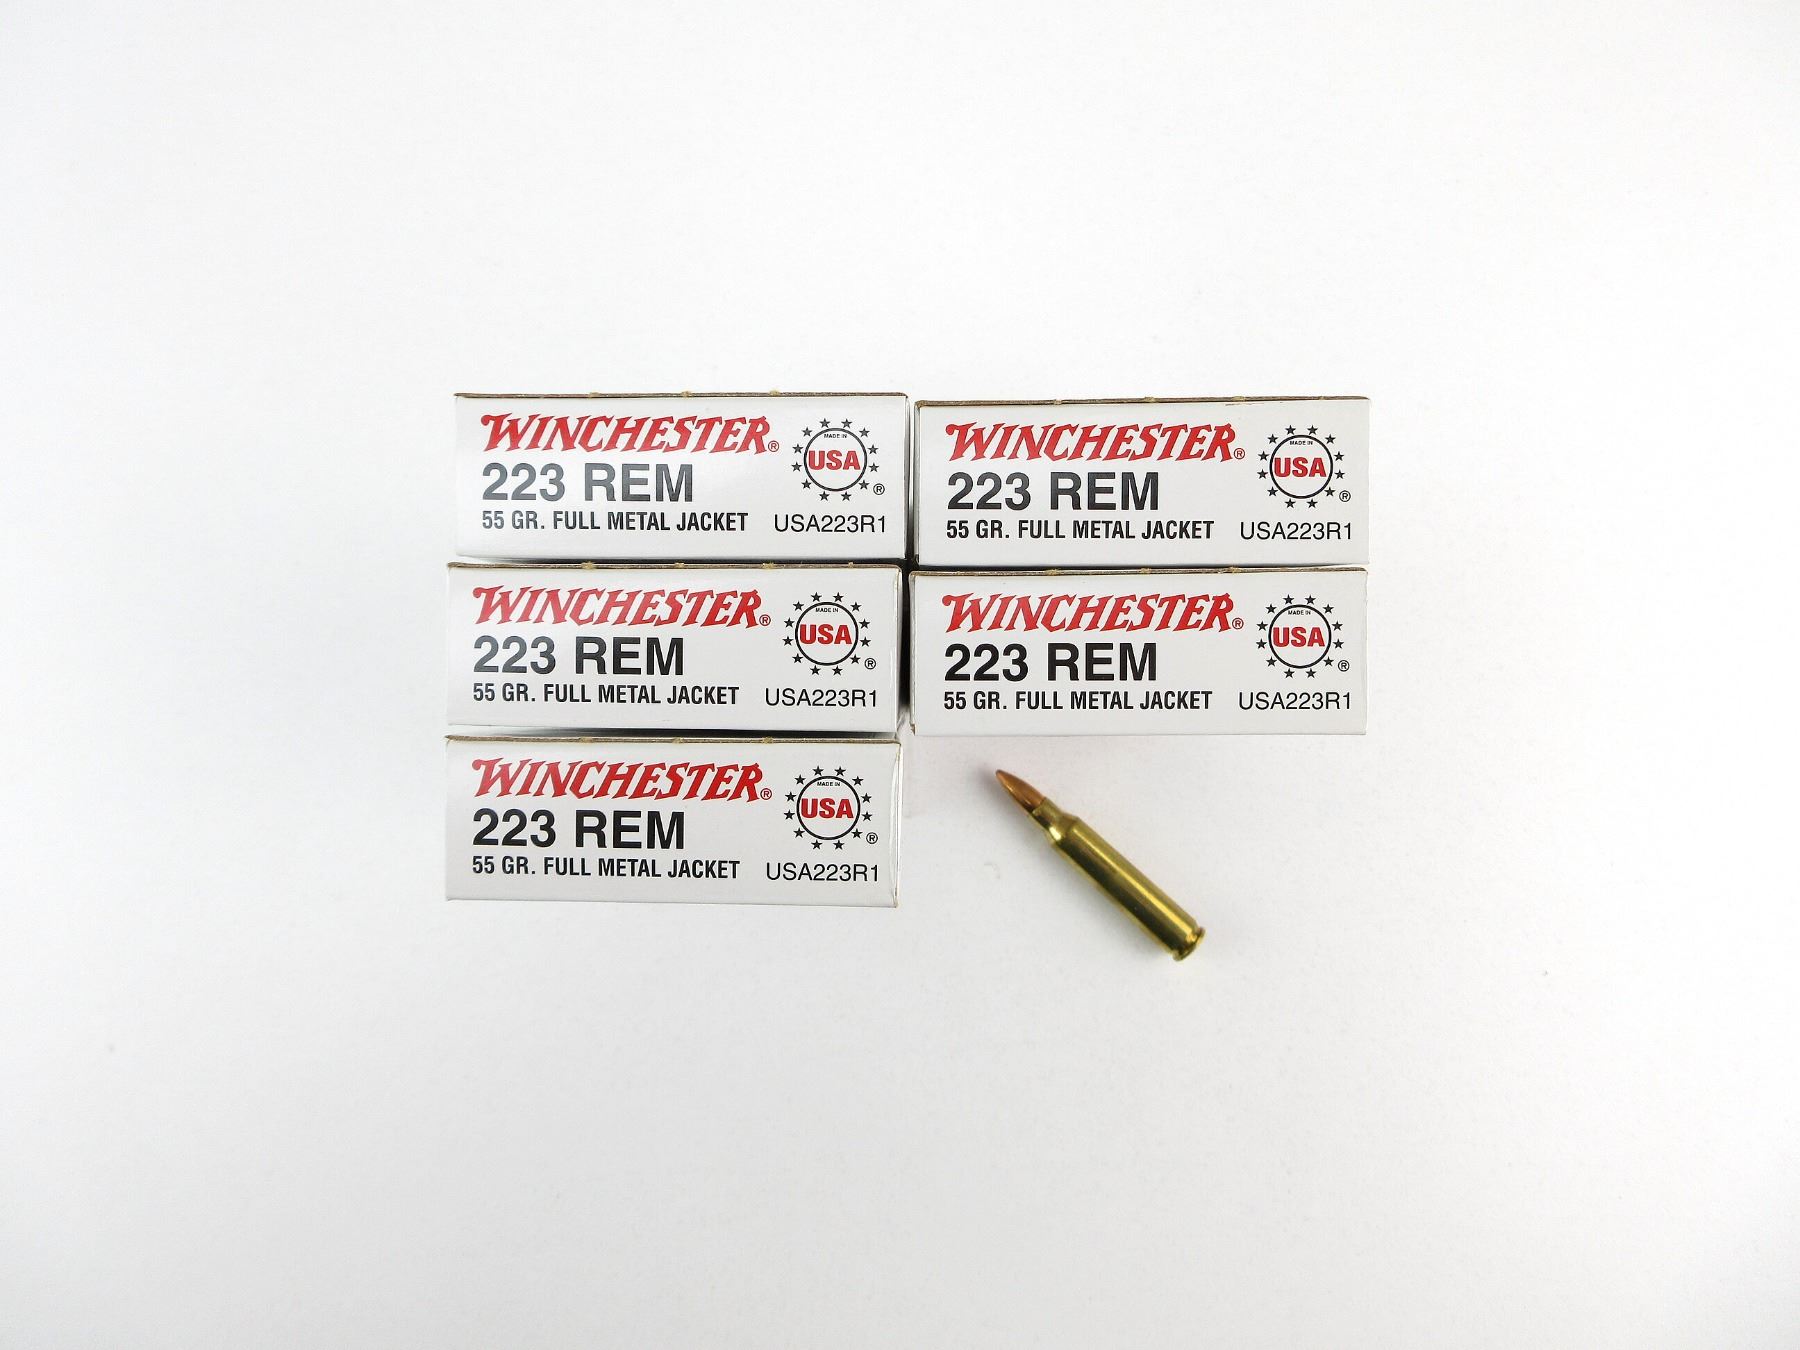 WINCHESTER®
MADE IN
USA
®
223 REM
55 GR. FULL METAL JACKET
USA223R1
WINCHESTER®
MADE IN
USA
®
223 REM
55 GR. FULL METAL JACKET
USA223R1
WINCHESTER®
MADE IN
USA
®
223 REM
55 GR. FULL METAL JACKET
USA223R1
WINCHESTER®
MADE IN
USA
®
223 REM
55 GR. FULL METAL JACKET
USA223R1
WINCHESTER®
MADE IN
USA
®
223 REM
55 GR. FULL METAL JACKET
USA223R1